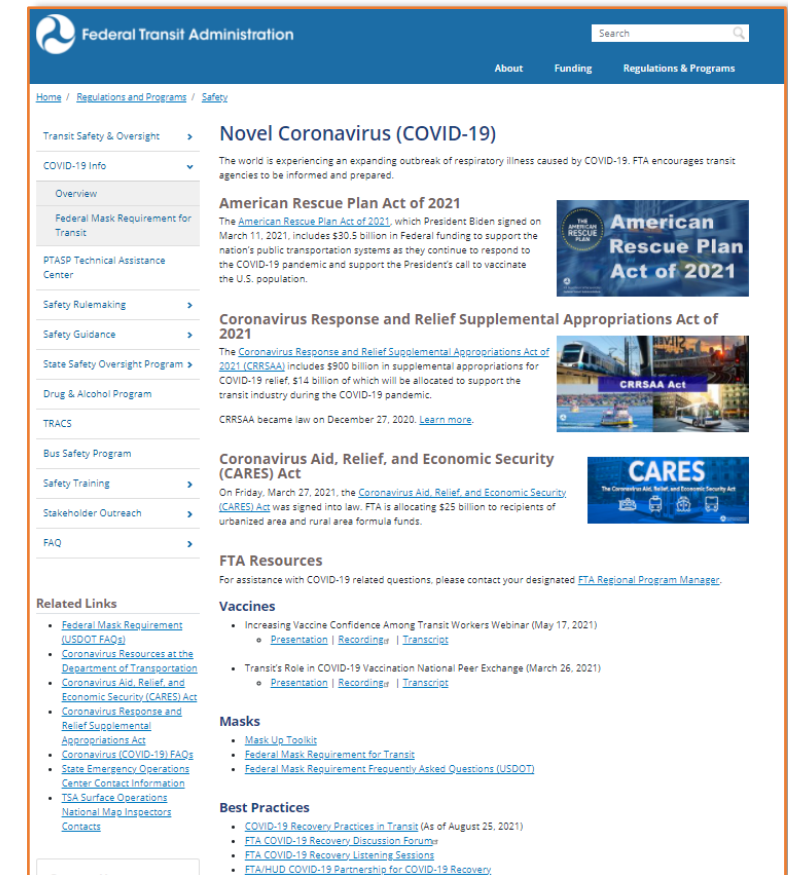 Federal Transit Administration
Search
About Funding Regulations & Programs
Home / Regulations and Programs / Safety
Transit Safety & Oversight
COVID-19 Info
Overview
Federal Mask Requirement for
Transit
PTASP Technical Assistance
Center
Safety Rulemaking
Safety Guidance
State Safety Oversight Program
Drug & Alcohol Program
TRACS
Bus Safety Program
Safety Training
Stakeholder Outreach
FAQ
Related Links
• Federal Mask Requirement
(USDOT FAQs)
• Coronavirus Resources at the
Department of Transportation
• Coronavirus Aid, Relief, and
Economic Security (CARES) Act
• Coronavirus Response and
Relief Supplemental
Appropriations Act
• Coronavirus (COVID-19) FAQs
• State Emergency Operations
Center Contact Information
• TSA Surface Operations
National Map Inspectors
Contacts
Novel Coronavirus (COVID-19)
The world is experiencing an expanding outbreak of respiratory illness caused by COVID-19. FTA encourages transit
agencies to be informed and prepared.
American Rescue Plan Act of 2021
The American Rescue Plan Act of 2021, which President Biden signed on
March 11, 2021, includes $30.5 billion in Federal funding to support the
nation's public transportation systems as they continue to respond to
the COVID-19 pandemic and support the President's call to vaccinate
the U.S. population.
THE
AMERICAN
RESCUE
PLAN
American
Rescue Plan
Act of 2021
Coronavirus Response and Relief Supplemental Appropriations Act of
2021
The Coronavirus Response and Relief Supplemental Appropriations Act of
2021 (CRRSAA) includes $900 billion in supplemental appropriations for
COVID-19 relief, $14 billion of which will be allocated to support the
transit industry during the COVID-19 pandemic.
CRRSAA became law on December 27, 2020. Learn more.
CRRSAA Act
Coronavirus Aid, Relief, and Economic Security
(CARES) Act
On Friday, March 27, 2021, the Coronavirus Aid, Relief, and Economic Security
(CARES) Act was signed into law. FTA is allocating $25 billion to recipients of
urbanized area and rural area formula funds.
CARES
The Coronavirus Aid, Relief, and Economic Security Act
FTA Resources
For assistance with COVID-19 related questions, please contact your designated FTA Regional Program Manager.
Vaccines
• Increasing Vaccine Confidence Among Transit Workers Webinar (May 17, 2021)
Presentation | Recording | Transcript
• Transit's Role in COVID-19 Vaccination National Peer Exchange (March 26, 2021)
Presentation | Recording | Transcript
Masks
• Mask Up Toolkit
• Federal Mask Requirement for Transit
• Federal Mask Requirement Frequently Asked Questions (USDOT)
Best Practices
• COVID-19 Recovery Practices in Transit (As of August 25, 2021)
• FTA COVID-19 Recovery Discussion Forum
• FTA COVID-19 Recovery Listening Sessions
• FTA/HUD COVID-19 Partnership for COVID-19 Recovery